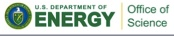 U.S. DEPARTMENT OF
ENERGY
Office of
Science